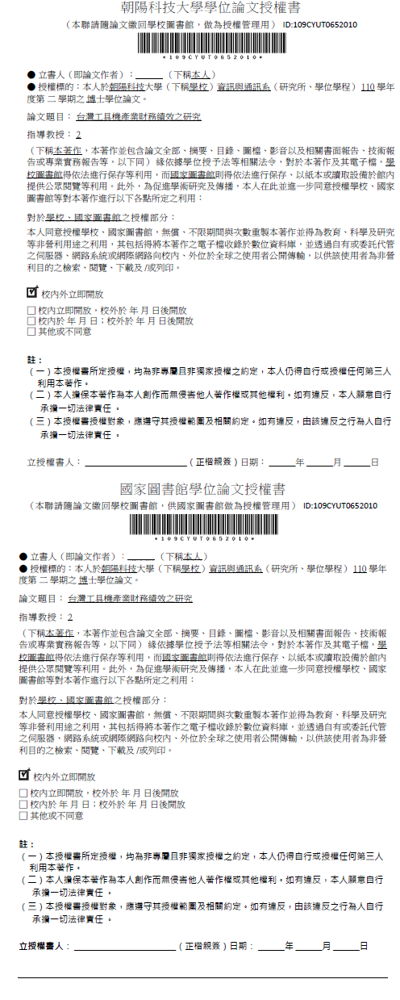 朝陽科技大學學位論文授權書
（本聯請隨論文繳回學校圖書館，做為授權管理用） ID:109CYUT0652010
*109CYUT0652010*
● 立書人（即論文作者）：______ （下稱本人）
● 授權標的：本人於朝陽科技大學（下稱學校）資訊與通訊系（研究所、學位學程） 110 學年
度第 二 學期之 博士學位論文。
論文題目： 台灣工具機產業財務績效之研究
指導教授： 2
（下稱本著作，本著作並包含論文全部、摘要、目錄、圖檔、影音以及相關書面報告、技術報
告或專業實務報告等，以下同） 緣依據學位授予法等相關法令，對於本著作及其電子檔，學
校圖書館得依法進行保存等利用，而國家圖書館則得依法進行保存、以紙本或讀取設備於館內
提供公眾閱覽等利用。此外，為促進學術研究及傳播，本人在此並進一步同意授權學校、國家
圖書館等對本著作進行以下各點所定之利用：
對於學校、國家圖書館之授權部分：
本人同意授權學校、國家圖書館，無償、不限期間與次數重製本著作並得為教育、科學及研究
等非營利用途之利用，其包括得將本著作之電子檔收錄於數位資料庫，並透過自有或委託代管
之伺服器、網路系統或網際網路向校內、外位於全球之使用者公開傳輸，以供該使用者為非營
利目的之檢索、閱覽、下載及 /或列印。
☑ 校內外立即開放
□ 校內立即開放，校外於 年 月 日後開放
□ 校內於 年 月 日；校外於 年 月 日後開放
□ 其他或不同意
註：
（一）本授權書所定授權，均為非專屬且非獨家授權之約定，本人仍得自行或授權任何第三人
利用本著作。
（二）本人擔保本著作為本人創作而無侵害他人著作權或其他權利。如有違反，本人願意自行
承擔一切法律責任 。
（三）本授權書授權對象，應遵守其授權範圍及相關約定。如有違反，由該違反之行為人自行
承擔一切法律責任 。
立授權書人：______________________（正楷親簽）日期：______年______月______日
國家圖書館學位論文授權書
（本聯請隨論文繳回學校圖書館，供國家圖書館做為授權管理用） ID:109CYUT0652010
*109CYUT0652010*
● 立書人（即論文作者）：______ （下稱本人）
● 授權標的：本人於朝陽科技大學（下稱學校）資訊與通訊系（研究所、學位學程） 110 學年
度第 二 學期之 博士學位論文。
論文題目： 台灣工具機產業財務績效之研究
指導教授： 2
（下稱本著作，本著作並包含論文全部、摘要、目錄、圖檔、影音以及相關書面報告、技術報
告或專業實務報告等，以下同） 緣依據學位授予法等相關法令，對於本著作及其電子檔，學
校圖書館得依法進行保存等利用，而國家圖書館則得依法進行保存、以紙本或讀取設備於館內
提供公眾閱覽等利用。此外，為促進學術研究及傳播，本人在此並進一步同意授權學校、國家
圖書館等對本著作進行以下各點所定之利用：
對於學校、國家圖書館之授權部分：
本人同意授權學校、國家圖書館，無償、不限期間與次數重製本著作並得為教育、科學及研究
等非營利用途之利用，其包括得將本著作之電子檔收錄於數位資料庫，並透過自有或委託代管
之伺服器、網路系統或網際網路向校內、外位於全球之使用者公開傳輸，以供該使用者為非營
利目的之檢索、閱覽、下載及 /或列印。
☑ 校內外立即開放
□ 校內立即開放，校外於 年 月 日後開放
□ 校內於 年 月 日；校外於 年 月 日後開放
□ 其他或不同意
註：
（一）本授權書所定授權，均為非專屬且非獨家授權之約定，本人仍得自行或授權任何第三人
利用本著作。
（二）本人擔保本著作為本人創作而無侵害他人著作權或其他權利。如有違反，本人願意自行
承擔一切法律責任 。
（三）本授權書授權對象，應遵守其授權範圍及相關約定。如有違反，由該違反之行為人自行
承擔一切法律責任 。
立授權書人：______________________（正楷親簽）日期：______年______月______日